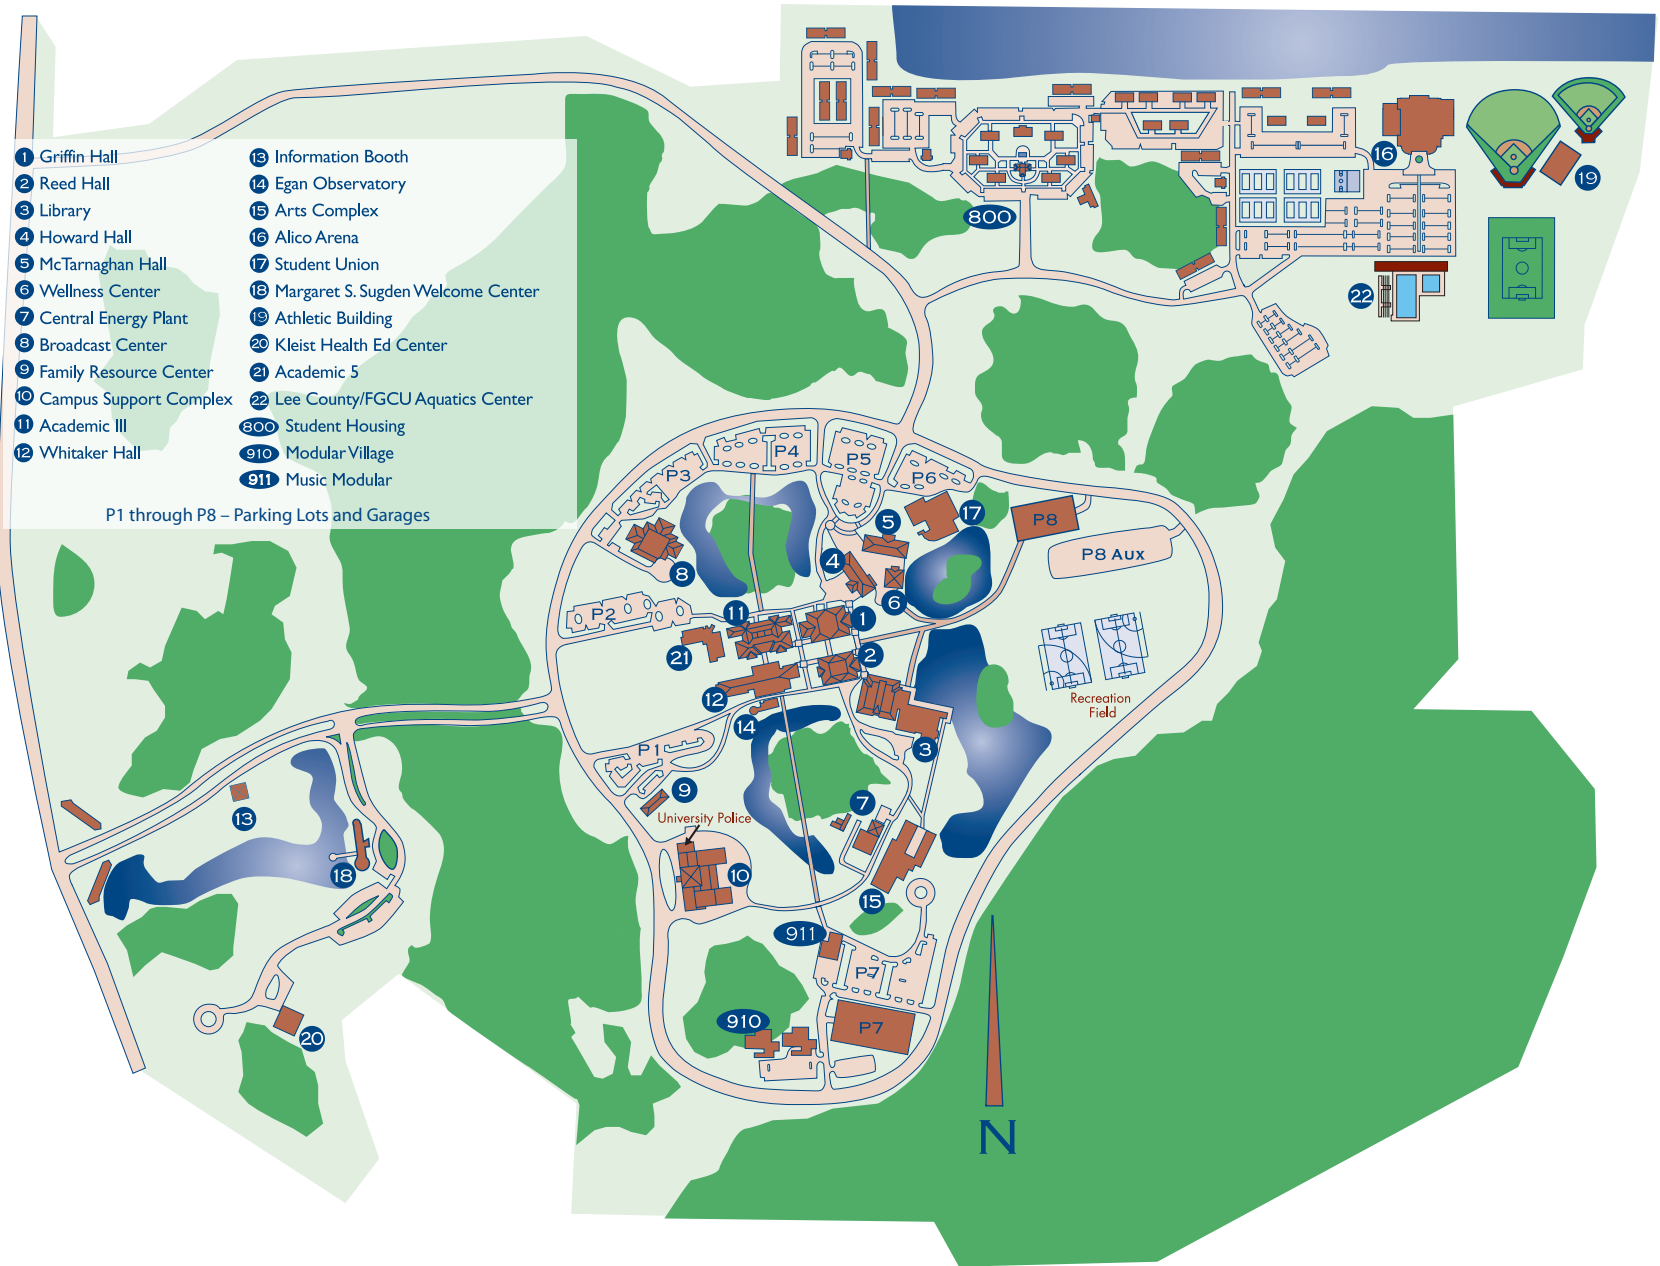 1 Griffin Hall
2 Reed Hall
3 Library
4 Howard Hall
5 McTarnaghan Hall
6 Wellness Center
7 Central Energy Plant
8 Broadcast Center
9 Family Resource Center
10 Campus Support Complex
11 Academic III
12 Whitaker Hall
13 Information Booth
14 Egan Observatory
15 Arts Complex
16 Alico Arena
17 Student Union
18 Margaret S. Sugden Welcome Center
19 Athletic Building
20 Kleist Health Ed Center
21 Academic 5
22 Lee County/FGCU Aquatics Center
800 Student Housing
910 Modular Village
911 Music Modular
P1 through P8 – Parking Lots and Garages
16
19
800
22
P4
P5
P3
P6
5
17
P8
P8 Aux
4
8
6
P2
11
1
21
2
12
Recreation
Field
14
P1
3
9
7
13
University Police
18
10
15
911
P7
910
P7
20
N